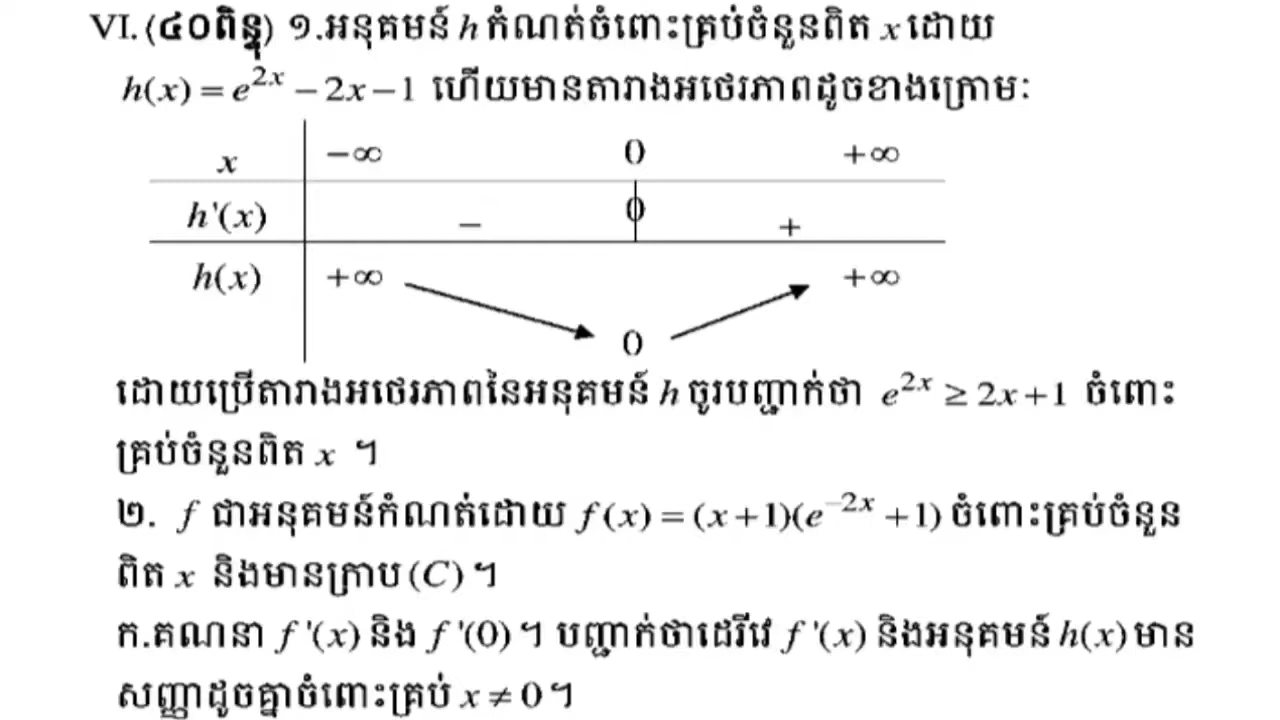 VI. (៤០ពិន្ទុ) ១.អនុគមន៍ h កំណត់ចំពោះគ្រប់ចំនួនពិត x ដោយ
h(x) = e^{2x} − 2x − 1 ហើយមានតារាងអថេរភាពដូចខាងក្រោមៈ
x −∞ 0 +∞
h'(x) − 0 +
h(x) +∞ 0 +∞
ដោយប្រើតារាងអថេរភាពនៃអនុគមន៍ h ចូរបញ្ជាក់ថា e^{2x} ≥ 2x+1 ចំពោះ
គ្រប់ចំនួនពិត x ។
២. f ជាអនុគមន៍កំណត់ដោយ f(x) = (x+1)(e^{−2x} +1) ចំពោះគ្រប់ចំនួន
ពិត x និងមានក្រាប (C) ។
ក.គណនា f '(x) និង f '(0) ។ បញ្ជាក់ថាដេរីវេ f '(x) និងអនុគមន៍ h(x) មាន
សញ្ញាដូចគ្នាចំពោះគ្រប់ x ≠ 0 ។